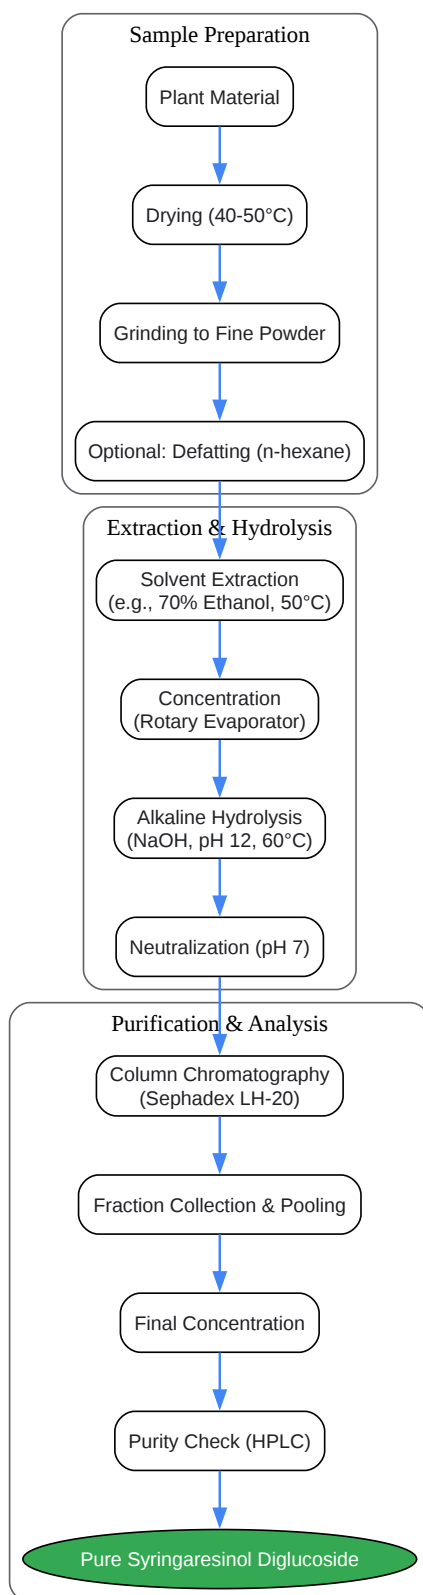 Sample Preparation
Plant Material
Drying (40-50°C)
Grinding to Fine Powder
Optional: Defatting (n-hexane)
Extraction & Hydrolysis
Solvent Extraction
(e.g., 70% Ethanol, 50°C)
Concentration
(Rotary Evaporator)
Alkaline Hydrolysis
(NaOH, pH 12, 60°C)
Neutralization (pH 7)
Purification & Analysis
Column Chromatography
(Sephadex LH-20)
Fraction Collection & Pooling
Final Concentration
Purity Check (HPLC)
Pure Syringaresinol Diglucoside